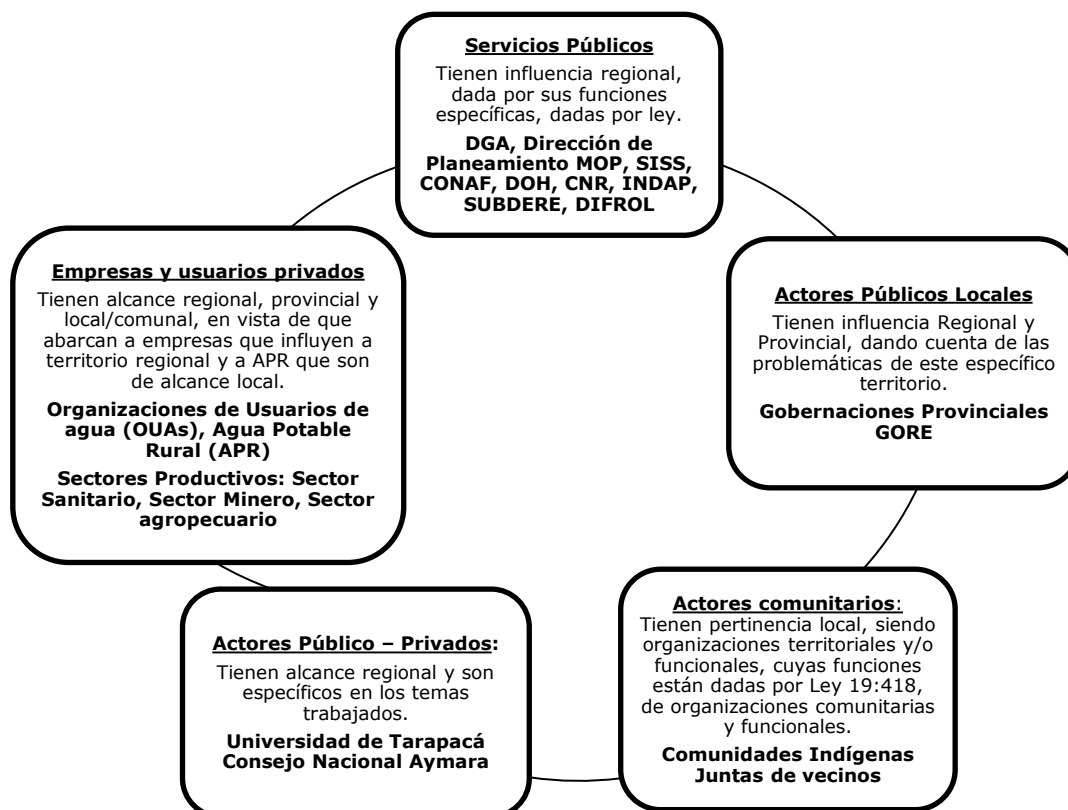 Servicios Públicos
Tienen influencia regional,
dada por sus funciones
específicas, dadas por ley.
DGA, Dirección de
Planeamiento MOP, SISS,
CONAF, DOH, CNR, INDAP,
SUBDERE, DIFROL
Empresas y usuarios privados
Tienen alcance regional, provincial y
local/comunal, en vista de que
abarcan a empresas que influyen a
territorio regional y a APR que son
de alcance local.
Organizaciones de Usuarios de
agua (OUAs), Agua Potable
Rural (APR)
Sectores Productivos: Sector
Sanitario, Sector Minero, Sector
agropecuario
Actores Públicos Locales
Tienen influencia Regional y
Provincial, dando cuenta de las
problemáticas de este específico
territorio.
Gobernaciones Provinciales
GORE
Actores Público – Privados:
Tienen alcance regional y son
específicos en los temas
trabajados.
Universidad de Tarapacá
Consejo Nacional Aymara
Actores comunitarios:
Tienen pertinencia local, siendo
organizaciones territoriales y/o
funcionales, cuyas funciones
están dadas por Ley 19:418,
de organizaciones comunitarias
y funcionales.
Comunidades Indígenas
Juntas de vecinos